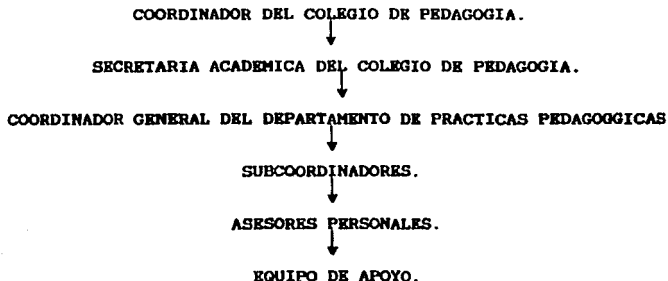 COORDINADOR DEL COLEGIO DE PEDAGOGIA.
SECRETARIA ACADEMICA DEL COLEGIO DE PEDAGOGIA.
COORDINADOR GENERAL DEL DEPARTAMENTO DE PRACTICAS PEDAGOGGICAS
SUBCOORDINADORES.
ASESORES PERSONALES.
EQUIPO DE APOYO.